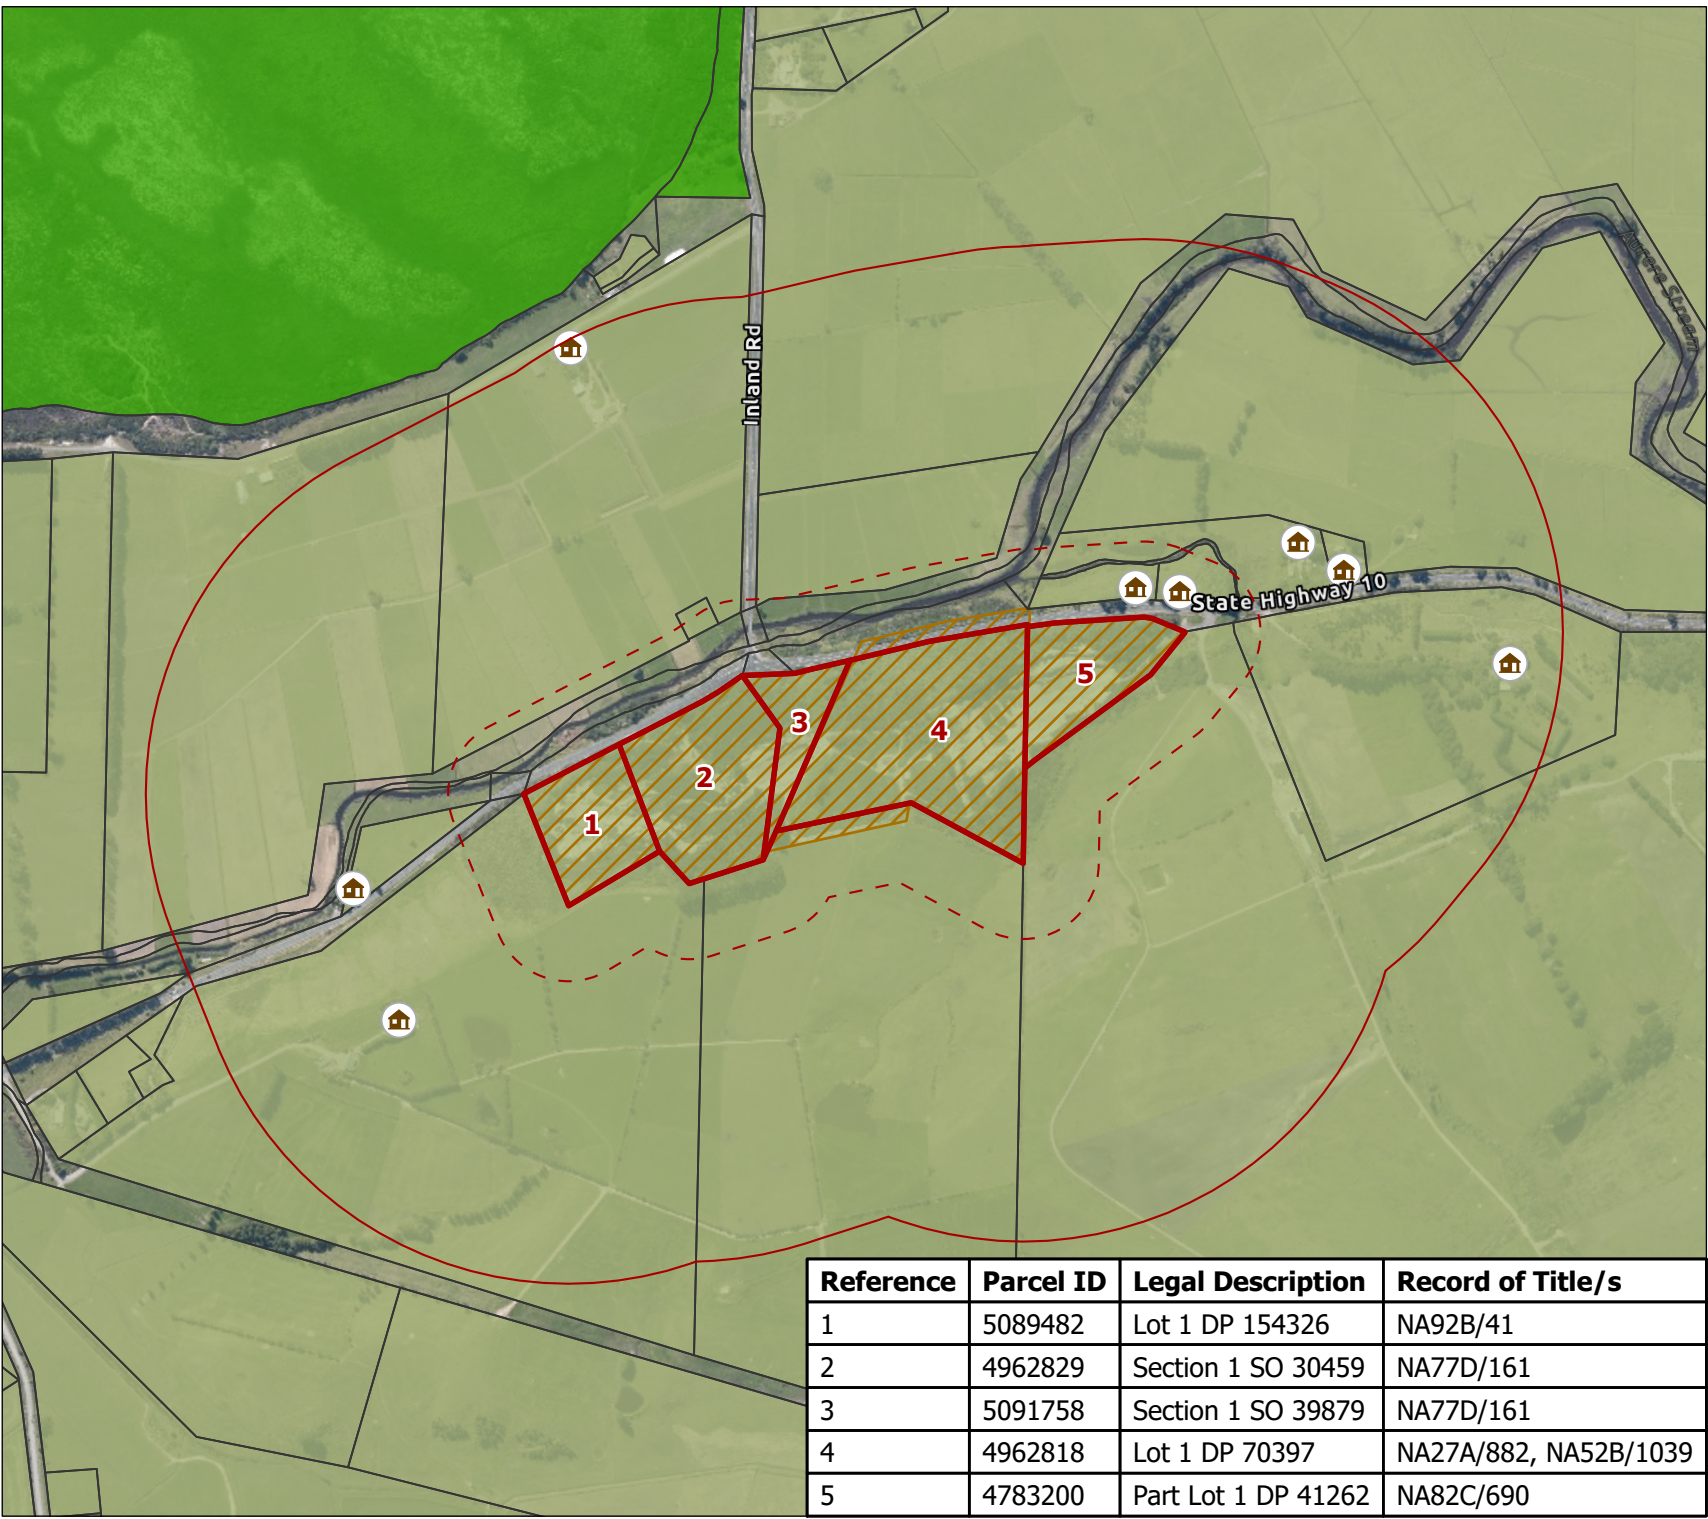 Awere Stream
Inland Rd
State Highway 10
1
2
3
4
5
Reference Parcel ID Legal Description Record of Title/s
1 5089482 Lot 1 DP 154326 NA92B/41
2 4962829 Section 1 SO 30459 NA77D/161
3 5091758 Section 1 SO 39879 NA77D/161
4 4962818 Lot 1 DP 70397 NA27A/882, NA52B/1039
5 4783200 Part Lot 1 DP 41262 NA82C/690